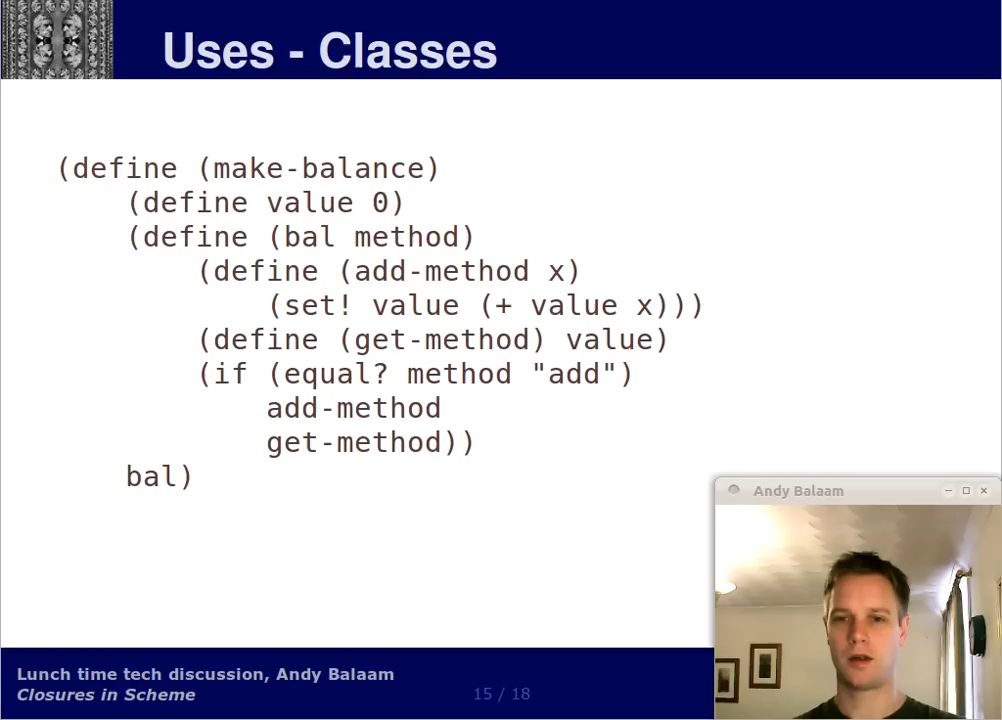 Uses - Classes
(define (make-balance)
    (define value 0)
    (define (bal method)
        (define (add-method x)
            (set! value (+ value x)))
        (define (get-method) value)
        (if (equal? method "add")
            add-method
            get-method))
    bal)
Andy Balaam
Lunch time tech discussion, Andy Balaam
Closures in Scheme
15 / 18